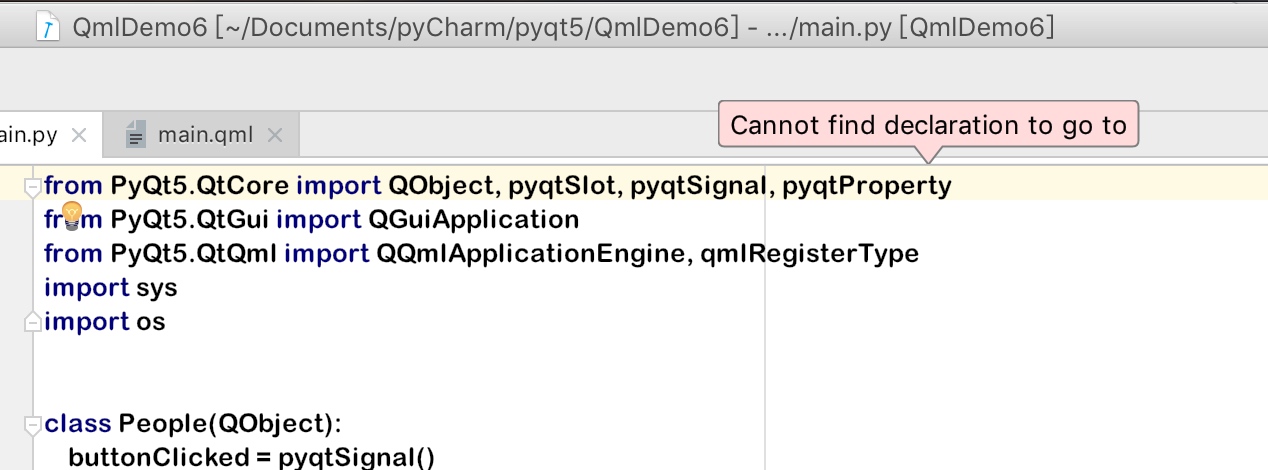 QmlDemo6 [~/Documents/pyCharm/pyqt5/QmlDemo6] - .../main.py [QmlDemo6]
ain.py main.qml
Cannot find declaration to go to
from PyQt5.QtCore import QObject, pyqtSlot, pyqtSignal, pyqtProperty
from PyQt5.QtGui import QGuiApplication
from PyQt5.QtQml import QQmlApplicationEngine, qmlRegisterType
import sys
import os
class People(QObject):
buttonClicked = pyqtSignal()